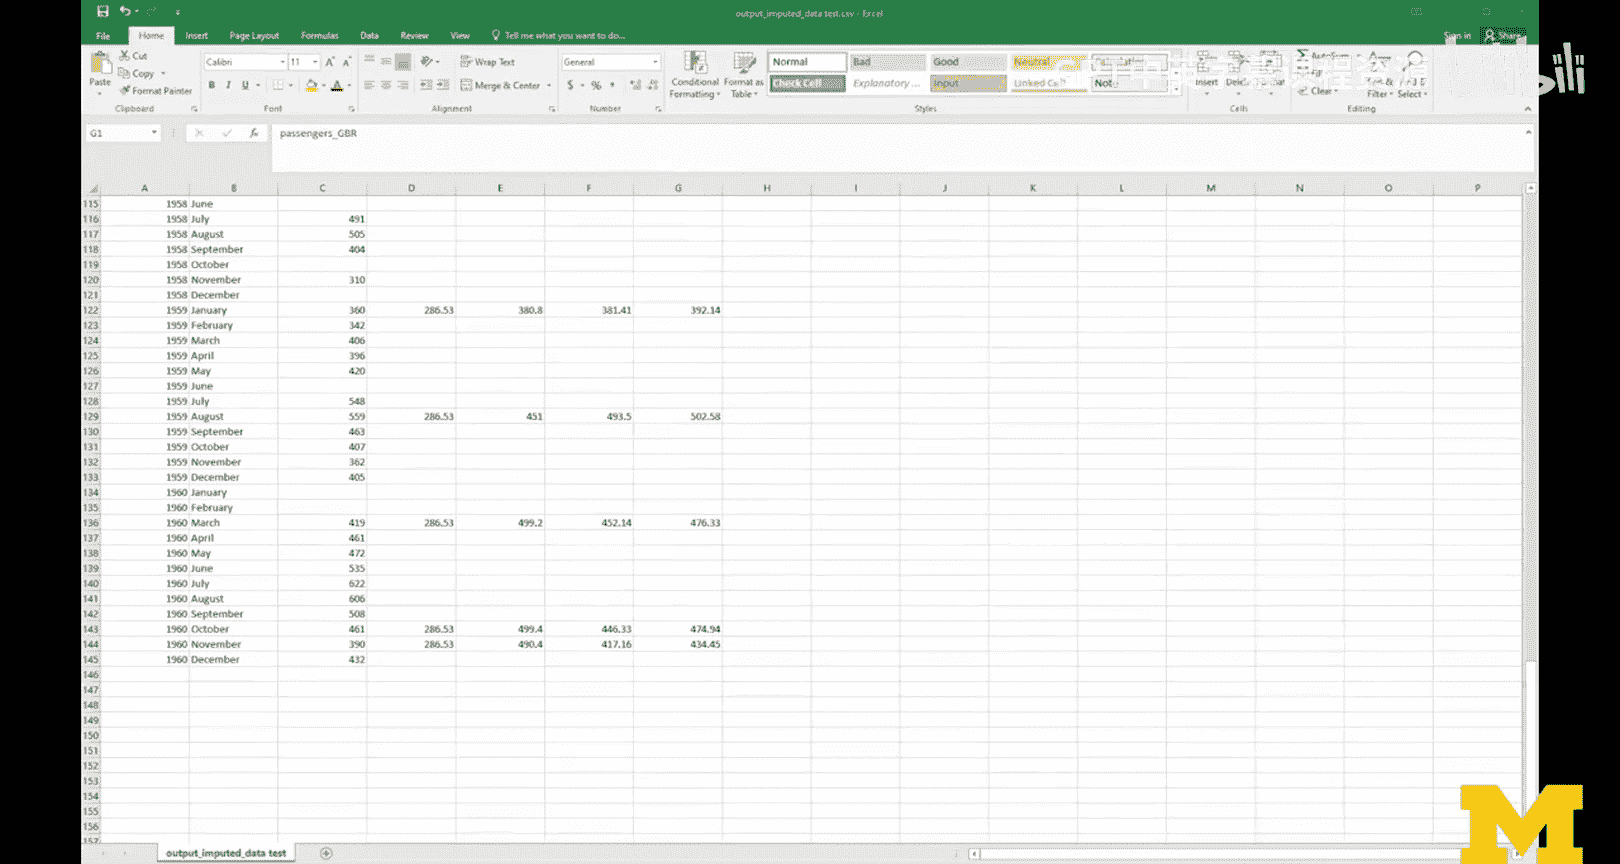 output_imputed_data test.csv - Excel
File Home Insert Page Layout Formulas Data Review View Tell me what you want to do... Sign in Share
Paste Cut Copy Format Painter
Calibri 11 General
Wrap Text
Merge & Center
B I U $ % ,
Conditional Formatting Format as Table
Normal Bad Good
Check Cell Explanatory ... Input Linked Cell Not
Insert AutoSum Clear Filter Select
Clipboard Font Alignment Number Styles Cells Editing
G1 fx passengers_GBR
A B C D E F G H I J K L M N O P
115 1958 June
116 1958 July 491
117 1958 August 505
118 1958 September 404
119 1958 October
120 1958 November 310
121 1958 December
122 1959 January 360 286.53 380.8 381.41 392.14
123 1959 February 342
124 1959 March 406
125 1959 April 396
126 1959 May 420
127 1959 June
128 1959 July 548
129 1959 August 559 286.53 451 493.5 502.58
130 1959 September 463
131 1959 October 407
132 1959 November 362
133 1959 December 405
134 1960 January
135 1960 February
136 1960 March 419 286.53 499.2 452.14 476.33
137 1960 April 461
138 1960 May 472
139 1960 June 535
140 1960 July 622
141 1960 August 606
142 1960 September 508
143 1960 October 461 286.53 499.4 446.33 474.94
144 1960 November 390 286.53 490.4 417.16 434.45
145 1960 December 432
146
147
148
149
150
151
152
153
154
155
156
157
output_imputed_data test
M